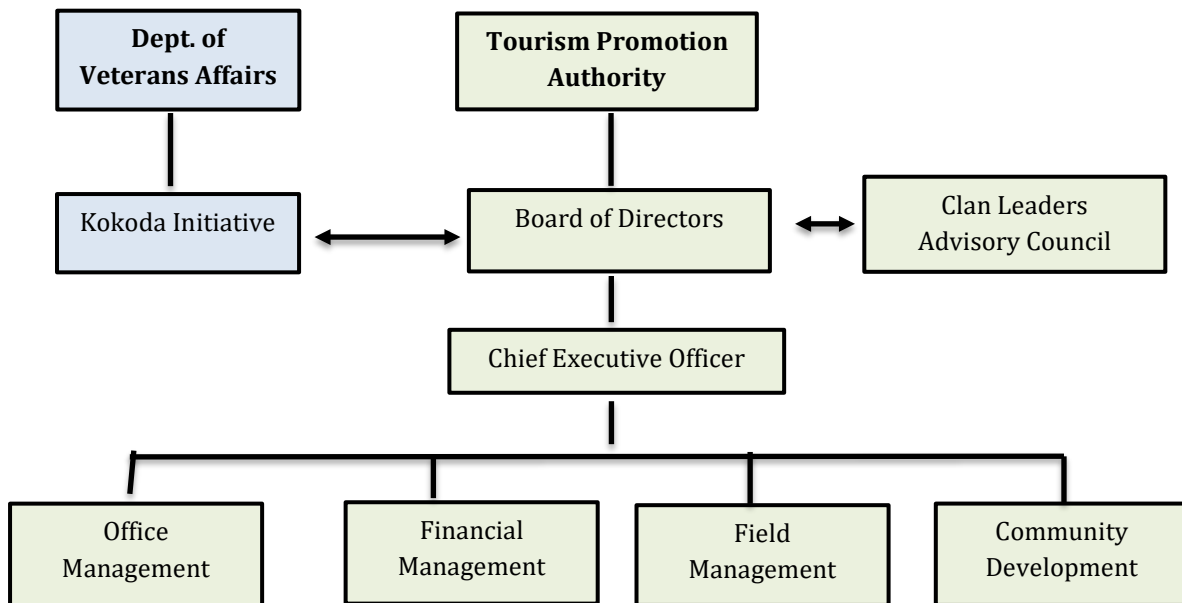 Dept. of
Veterans Affairs
Tourism Promotion
Authority
Kokoda Initiative
Board of Directors
Clan Leaders
Advisory Council
Chief Executive Officer
Office
Management
Financial
Management
Field
Management
Community
Development